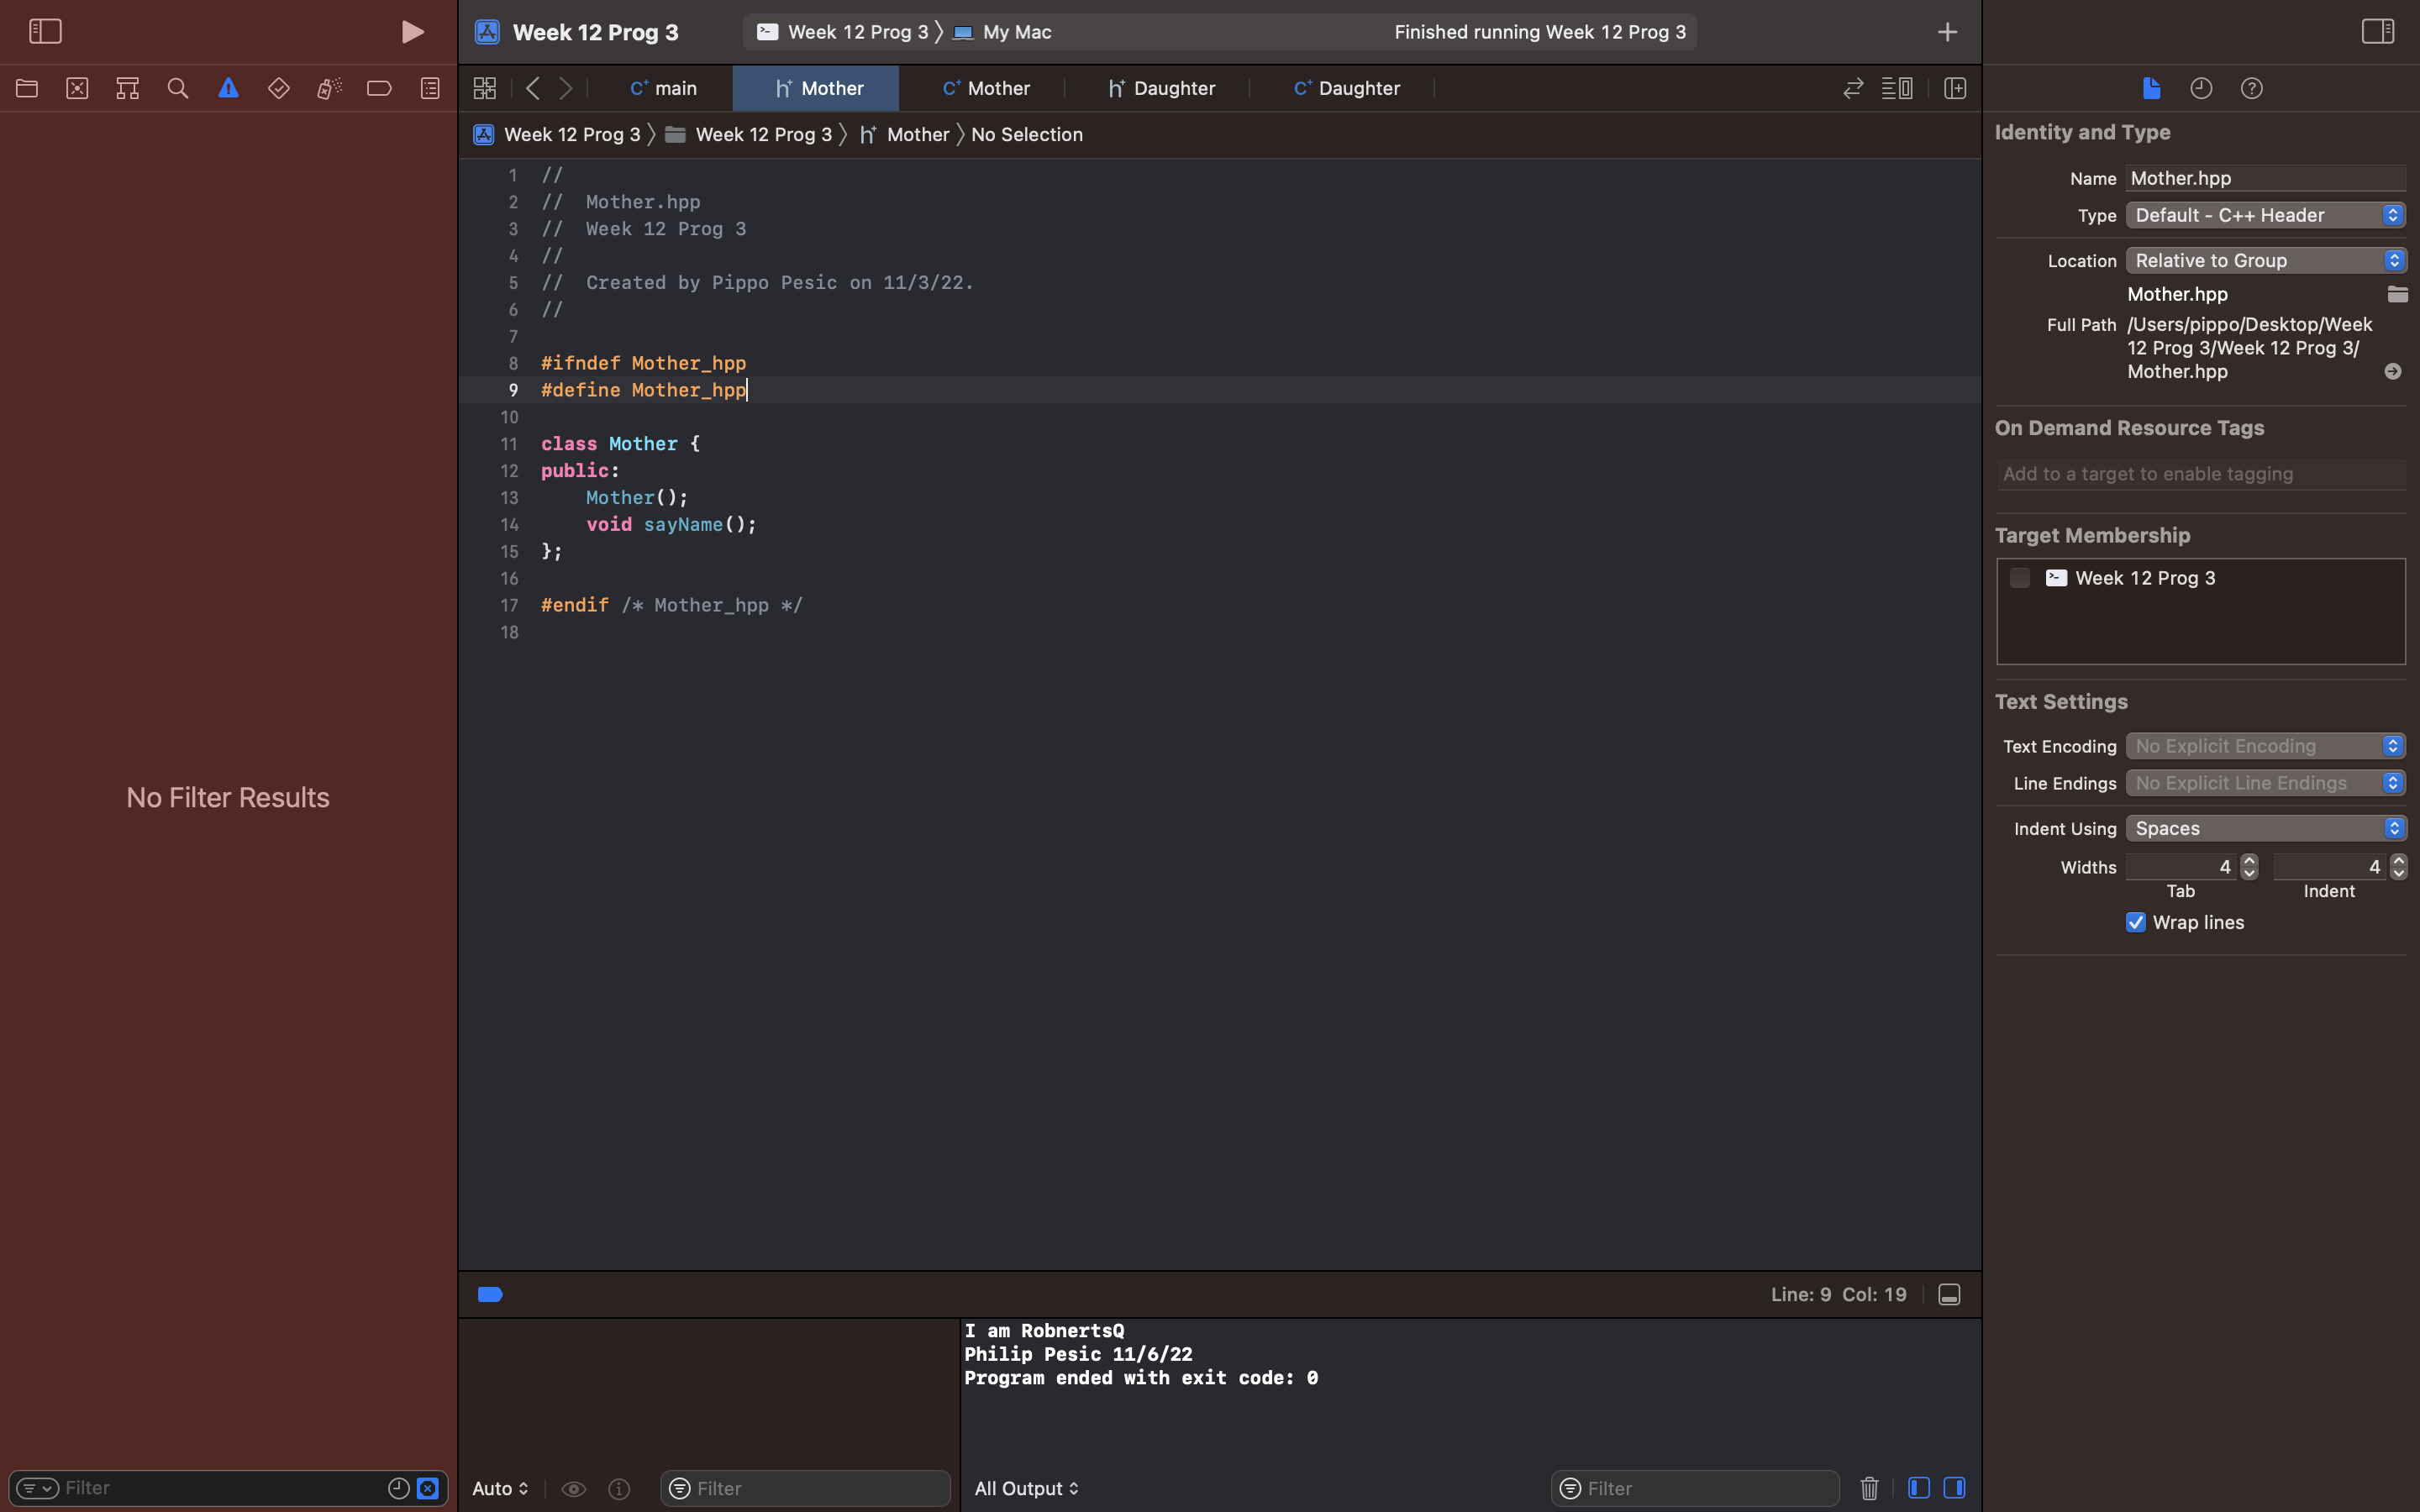 Week 12 Prog 3
Week 12 Prog 3 〉 My Mac
Finished running Week 12 Prog 3
main
Mother
Mother
Daughter
Daughter
Week 12 Prog 3 〉 Week 12 Prog 3 〉 Mother 〉 No Selection
1 //
2 //  Mother.hpp
3 //  Week 12 Prog 3
4 //
5 //  Created by Pippo Pesic on 11/3/22.
6 //
7
8 #ifndef Mother_hpp
9 #define Mother_hpp
10
11 class Mother {
12 public:
13     Mother();
14     void sayName();
15 };
16
17 #endif /* Mother_hpp */
18
No Filter Results
Filter
Line: 9 Col: 19
I am RobnertsQ
Philip Pesic 11/6/22
Program ended with exit code: 0
Auto
Filter
All Output
Filter
Identity and Type
Name Mother.hpp
Type Default - C++ Header
Location Relative to Group
Mother.hpp
Full Path /Users/pippo/Desktop/Week
12 Prog 3/Week 12 Prog 3/
Mother.hpp
On Demand Resource Tags
Add to a target to enable tagging
Target Membership
Week 12 Prog 3
Text Settings
Text Encoding No Explicit Encoding
Line Endings No Explicit Line Endings
Indent Using Spaces
Widths 4 4
Tab Indent
Wrap lines